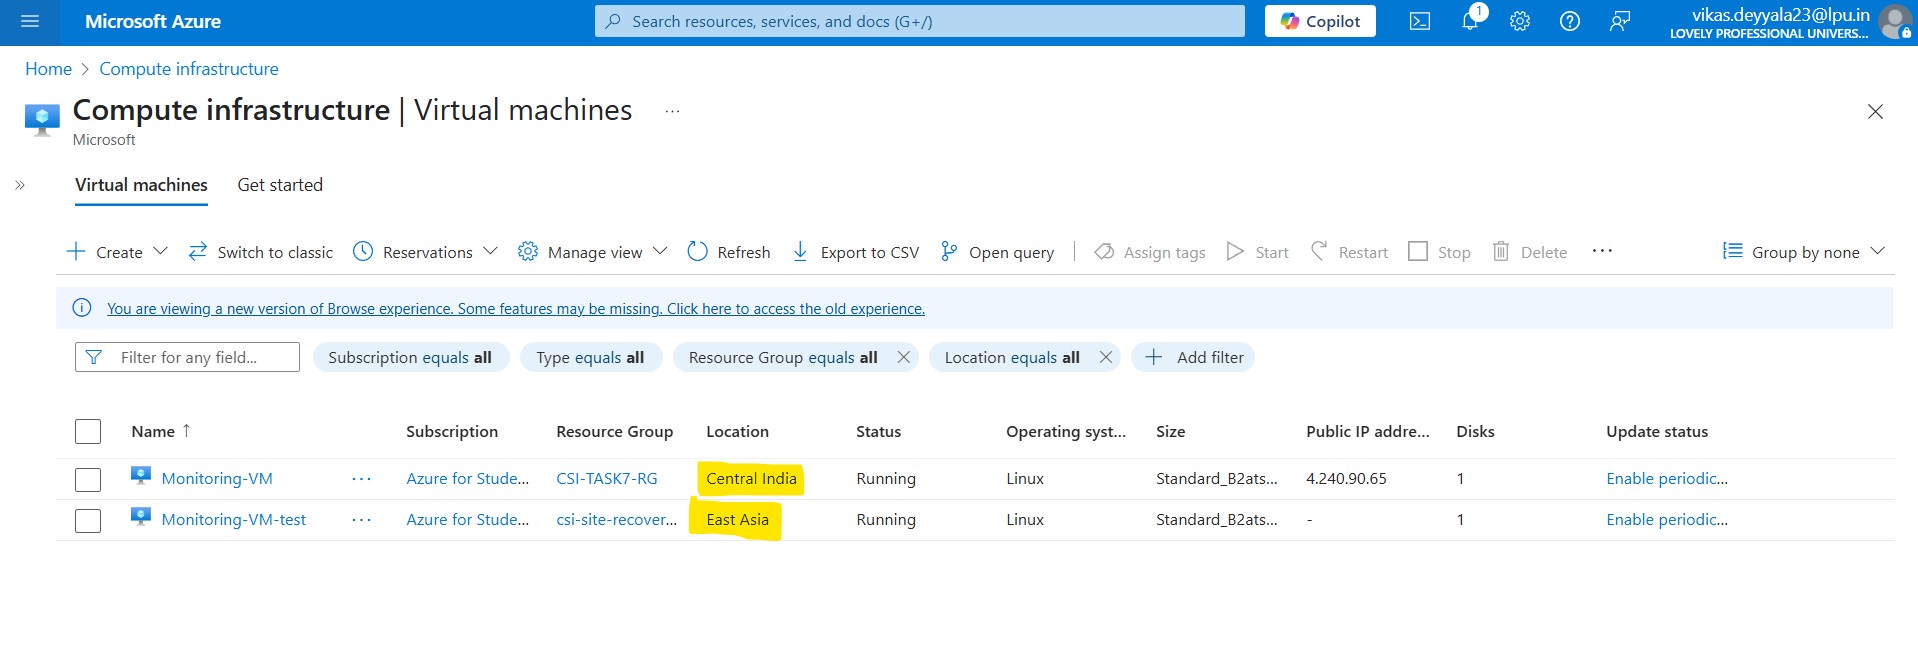 Microsoft Azure
Search resources, services, and docs (G+/)
Copilot
1
vikas.deyyala23@lpu.in
LOVELY PROFESSIONAL UNIVERS...
Home > Compute infrastructure
Compute infrastructure | Virtual machines ...
Microsoft
Virtual machines Get started
Create Switch to classic Reservations Manage view Refresh Export to CSV Open query Assign tags Start Restart Stop Delete ... Group by none
You are viewing a new version of Browse experience. Some features may be missing. Click here to access the old experience.
Filter for any field... Subscription equals all Type equals all Resource Group equals all Location equals all Add filter
Name ↑ Subscription Resource Group Location Status Operating syst... Size Public IP addre... Disks Update status
Monitoring-VM ... Azure for Stude... CSI-TASK7-RG Central India Running Linux Standard_B2ats... 4.240.90.65 1 Enable periodic...
Monitoring-VM-test ... Azure for Stude... csi-site-recover... East Asia Running Linux Standard_B2ats... - 1 Enable periodic...